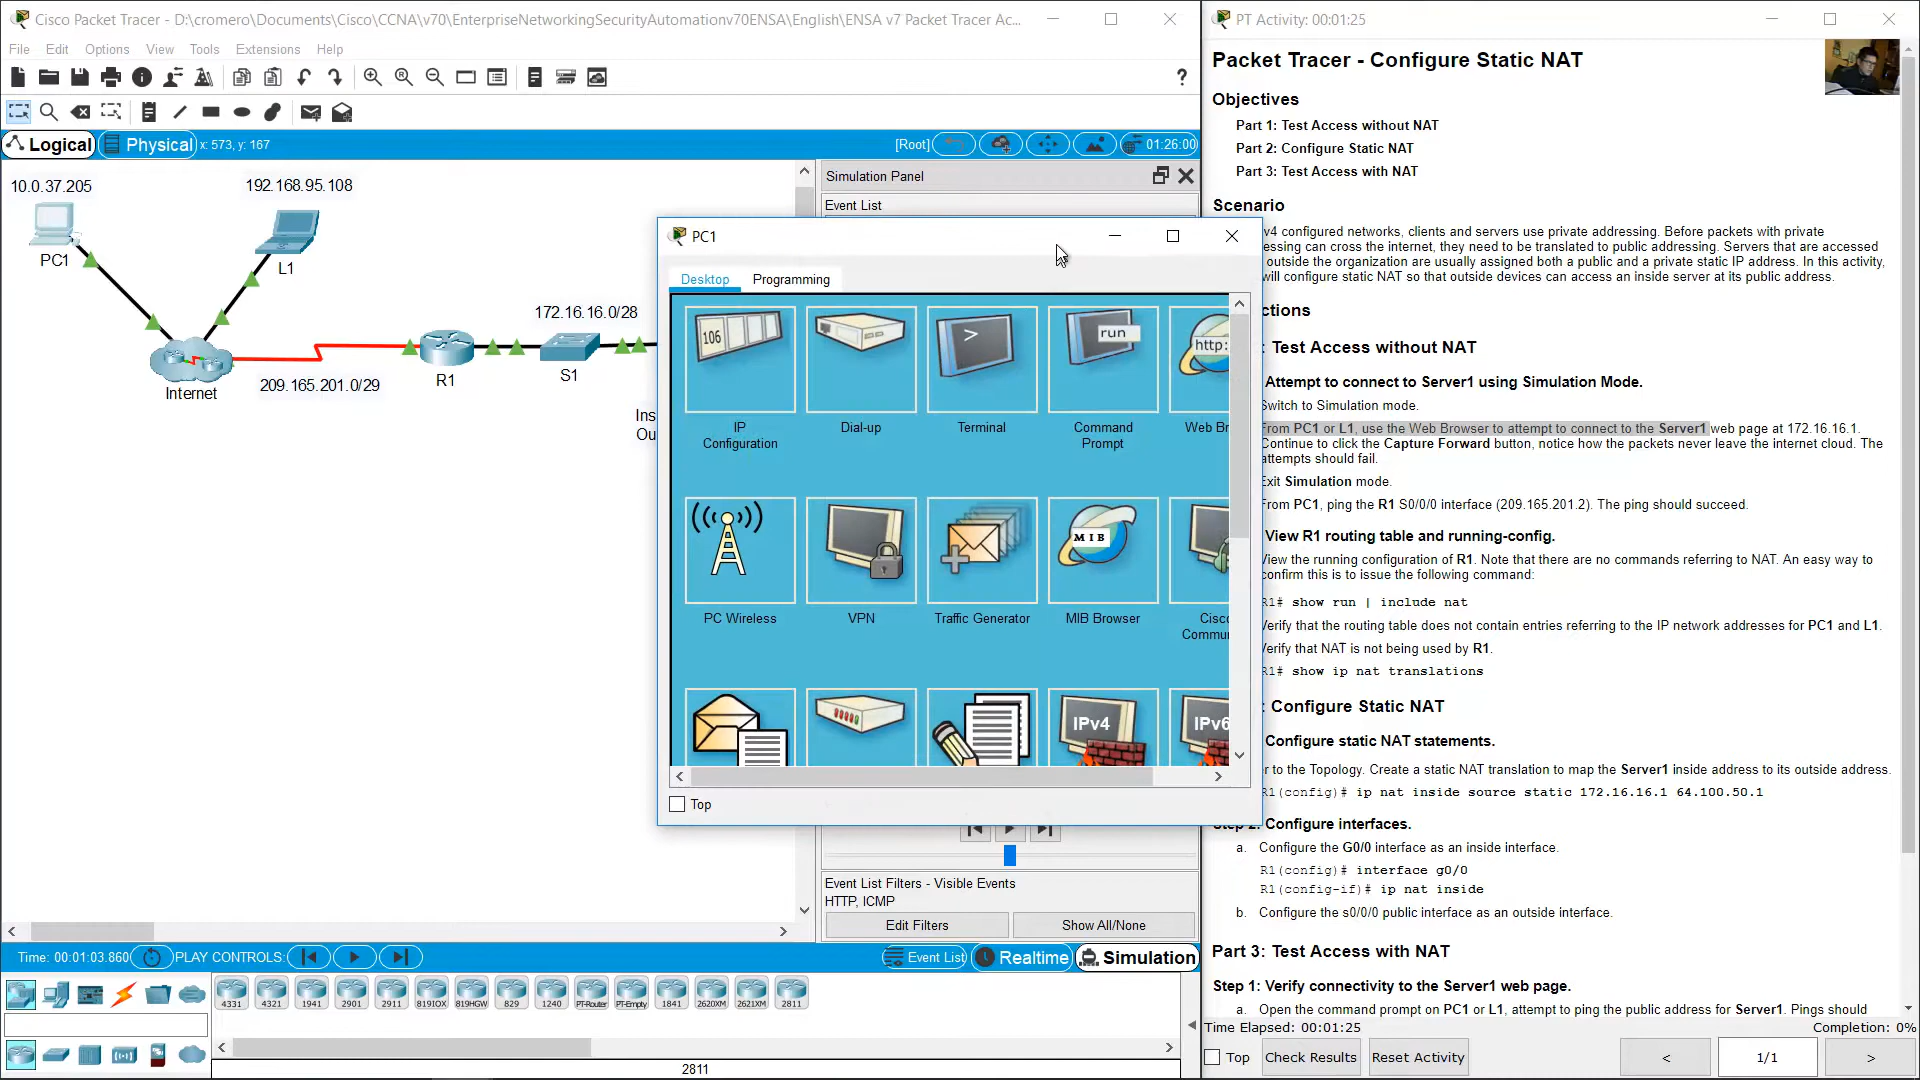 Cisco Packet Tracer - D:\cromero\Documents\Cisco\CCNA\v70\EnterpriseNetworkingSecurityAutomationv70ENSA\English\ENSA v7 Packet Tracer Ac...
File Edit Options View Tools Extensions Help
?
Logical Physical x: 573, y: 167
[Root] 01:26:00
10.0.37.205
192.168.95.108
PC1
L1
172.16.16.0/28
Internet
209.165.201.0/29
R1
S1
Ins
Ou
Simulation Panel
Event List
PC1
Desktop Programming
106
>
run
http:
IP Configuration
Dial-up
Terminal
Command Prompt
Web Br
MIB
PC Wireless
VPN
Traffic Generator
MIB Browser
Cisc
Commu
IPv4
IPv6
Top
Event List Filters - Visible Events
HTTP, ICMP
Edit Filters Show All/None
Time: 00:01:03.860 PLAY CONTROLS:
Event List Realtime Simulation
4331 4321 1941 2901 2911 819IOX 819HGW 829 1240 PT-Router PT-Empty 1841 2620XM 2621XM 2811
2811
PT Activity: 00:01:25
Packet Tracer - Configure Static NAT
Objectives
Part 1: Test Access without NAT
Part 2: Configure Static NAT
Part 3: Test Access with NAT
Scenario
v4 configured networks, clients and servers use private addressing. Before packets with private
essing can cross the internet, they need to be translated to public addressing. Servers that are accessed
outside the organization are usually assigned both a public and a private static IP address. In this activity,
will configure static NAT so that outside devices can access an inside server at its public address.
ctions
: Test Access without NAT
Attempt to connect to Server1 using Simulation Mode.
Switch to Simulation mode.
From PC1 or L1, use the Web Browser to attempt to connect to the Server1 web page at 172.16.16.1.
Continue to click the Capture Forward button, notice how the packets never leave the internet cloud. The
attempts should fail.
Exit Simulation mode.
From PC1, ping the R1 S0/0/0 interface (209.165.201.2). The ping should succeed.
View R1 routing table and running-config.
View the running configuration of R1. Note that there are no commands referring to NAT. An easy way to
confirm this is to issue the following command:
R1# show run | include nat
Verify that the routing table does not contain entries referring to the IP network addresses for PC1 and L1.
Verify that NAT is not being used by R1.
R1# show ip nat translations
: Configure Static NAT
Configure static NAT statements.
r to the Topology. Create a static NAT translation to map the Server1 inside address to its outside address.
R1(config)# ip nat inside source static 172.16.16.1 64.100.50.1
Step 2: Configure interfaces.
a. Configure the G0/0 interface as an inside interface.
R1(config)# interface g0/0
R1(config-if)# ip nat inside
b. Configure the s0/0/0 public interface as an outside interface.
Part 3: Test Access with NAT
Step 1: Verify connectivity to the Server1 web page.
a. Open the command prompt on PC1 or L1, attempt to ping the public address for Server1. Pings should
Time Elapsed: 00:01:25 Completion: 0%
Top Check Results Reset Activity < 1/1 >